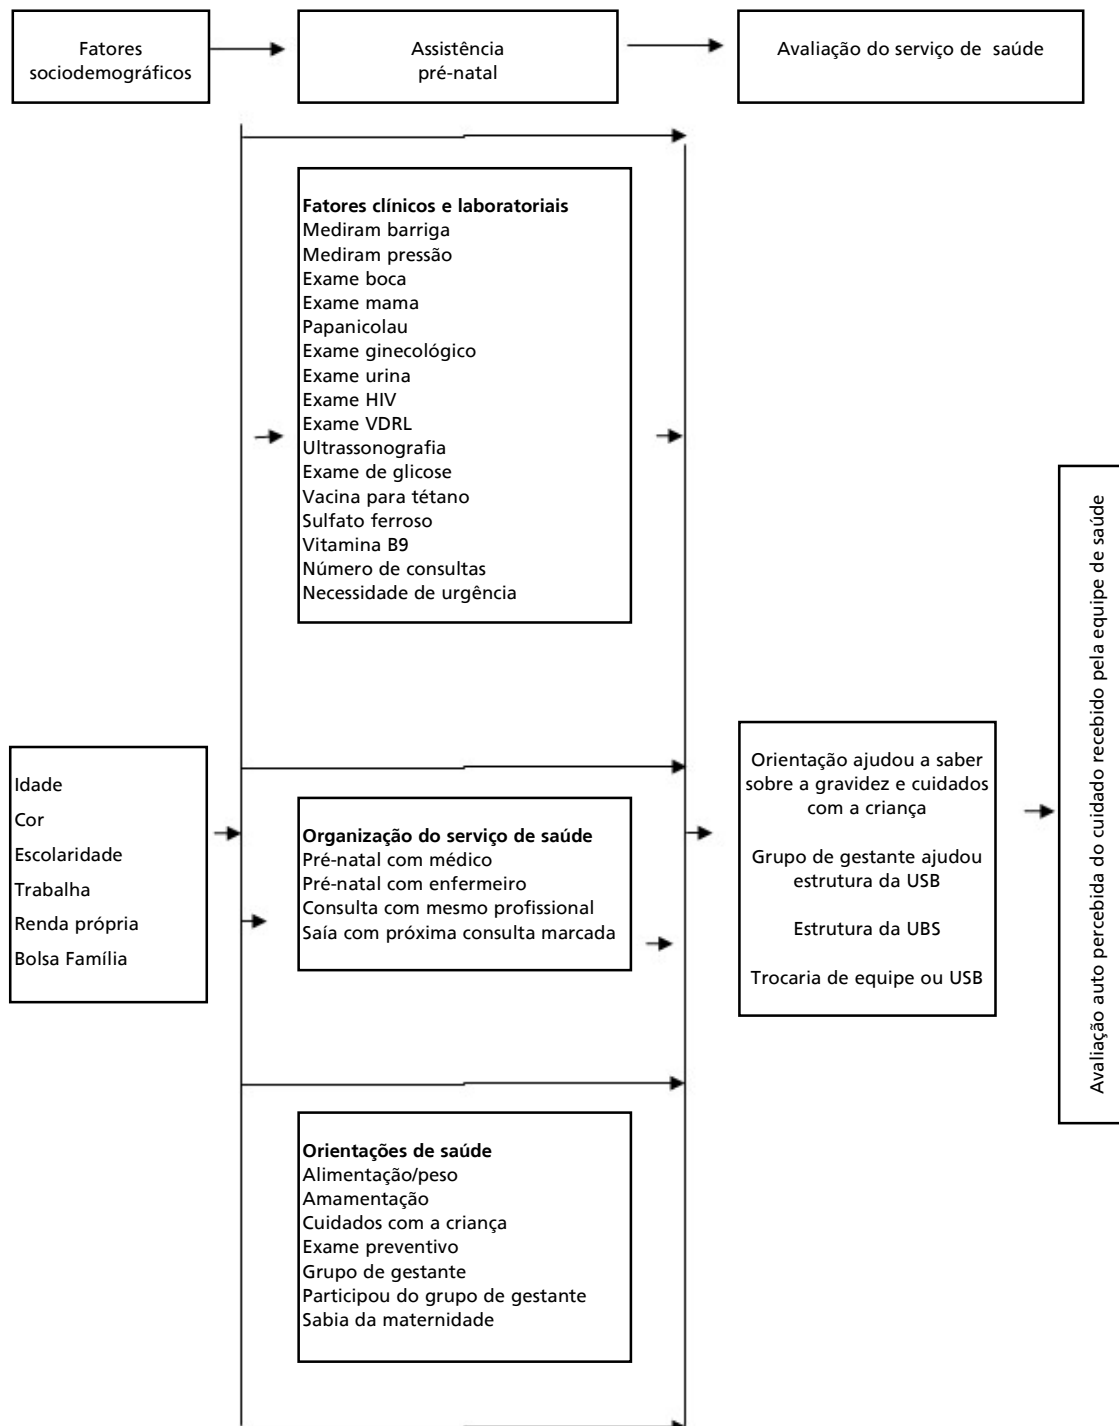 Fatores
sociodemográficos
Assistência
pré-natal
Avaliação do serviço de saúde
Idade
Cor
Escolaridade
Trabalha
Renda própria
Bolsa Família
Fatores clínicos e laboratoriais
Mediram barriga
Mediram pressão
Exame boca
Exame mama
Papanicolau
Exame ginecológico
Exame urina
Exame HIV
Exame VDRL
Ultrassonografia
Exame de glicose
Vacina para tétano
Sulfato ferroso
Vitamina B9
Número de consultas
Necessidade de urgência
Organização do serviço de saúde
Pré-natal com médico
Pré-natal com enfermeiro
Consulta com mesmo profissional
Saía com próxima consulta marcada
Orientações de saúde
Alimentação/peso
Amamentação
Cuidados com a criança
Exame preventivo
Grupo de gestante
Participou do grupo de gestante
Sabia da maternidade
Orientação ajudou a saber
sobre a gravidez e cuidados
com a criança
Grupo de gestante ajudou
estrutura da USB
Estrutura da UBS
Trocaria de equipe ou USB
Avaliação auto percebida do cuidado recebido pela equipe de saúde